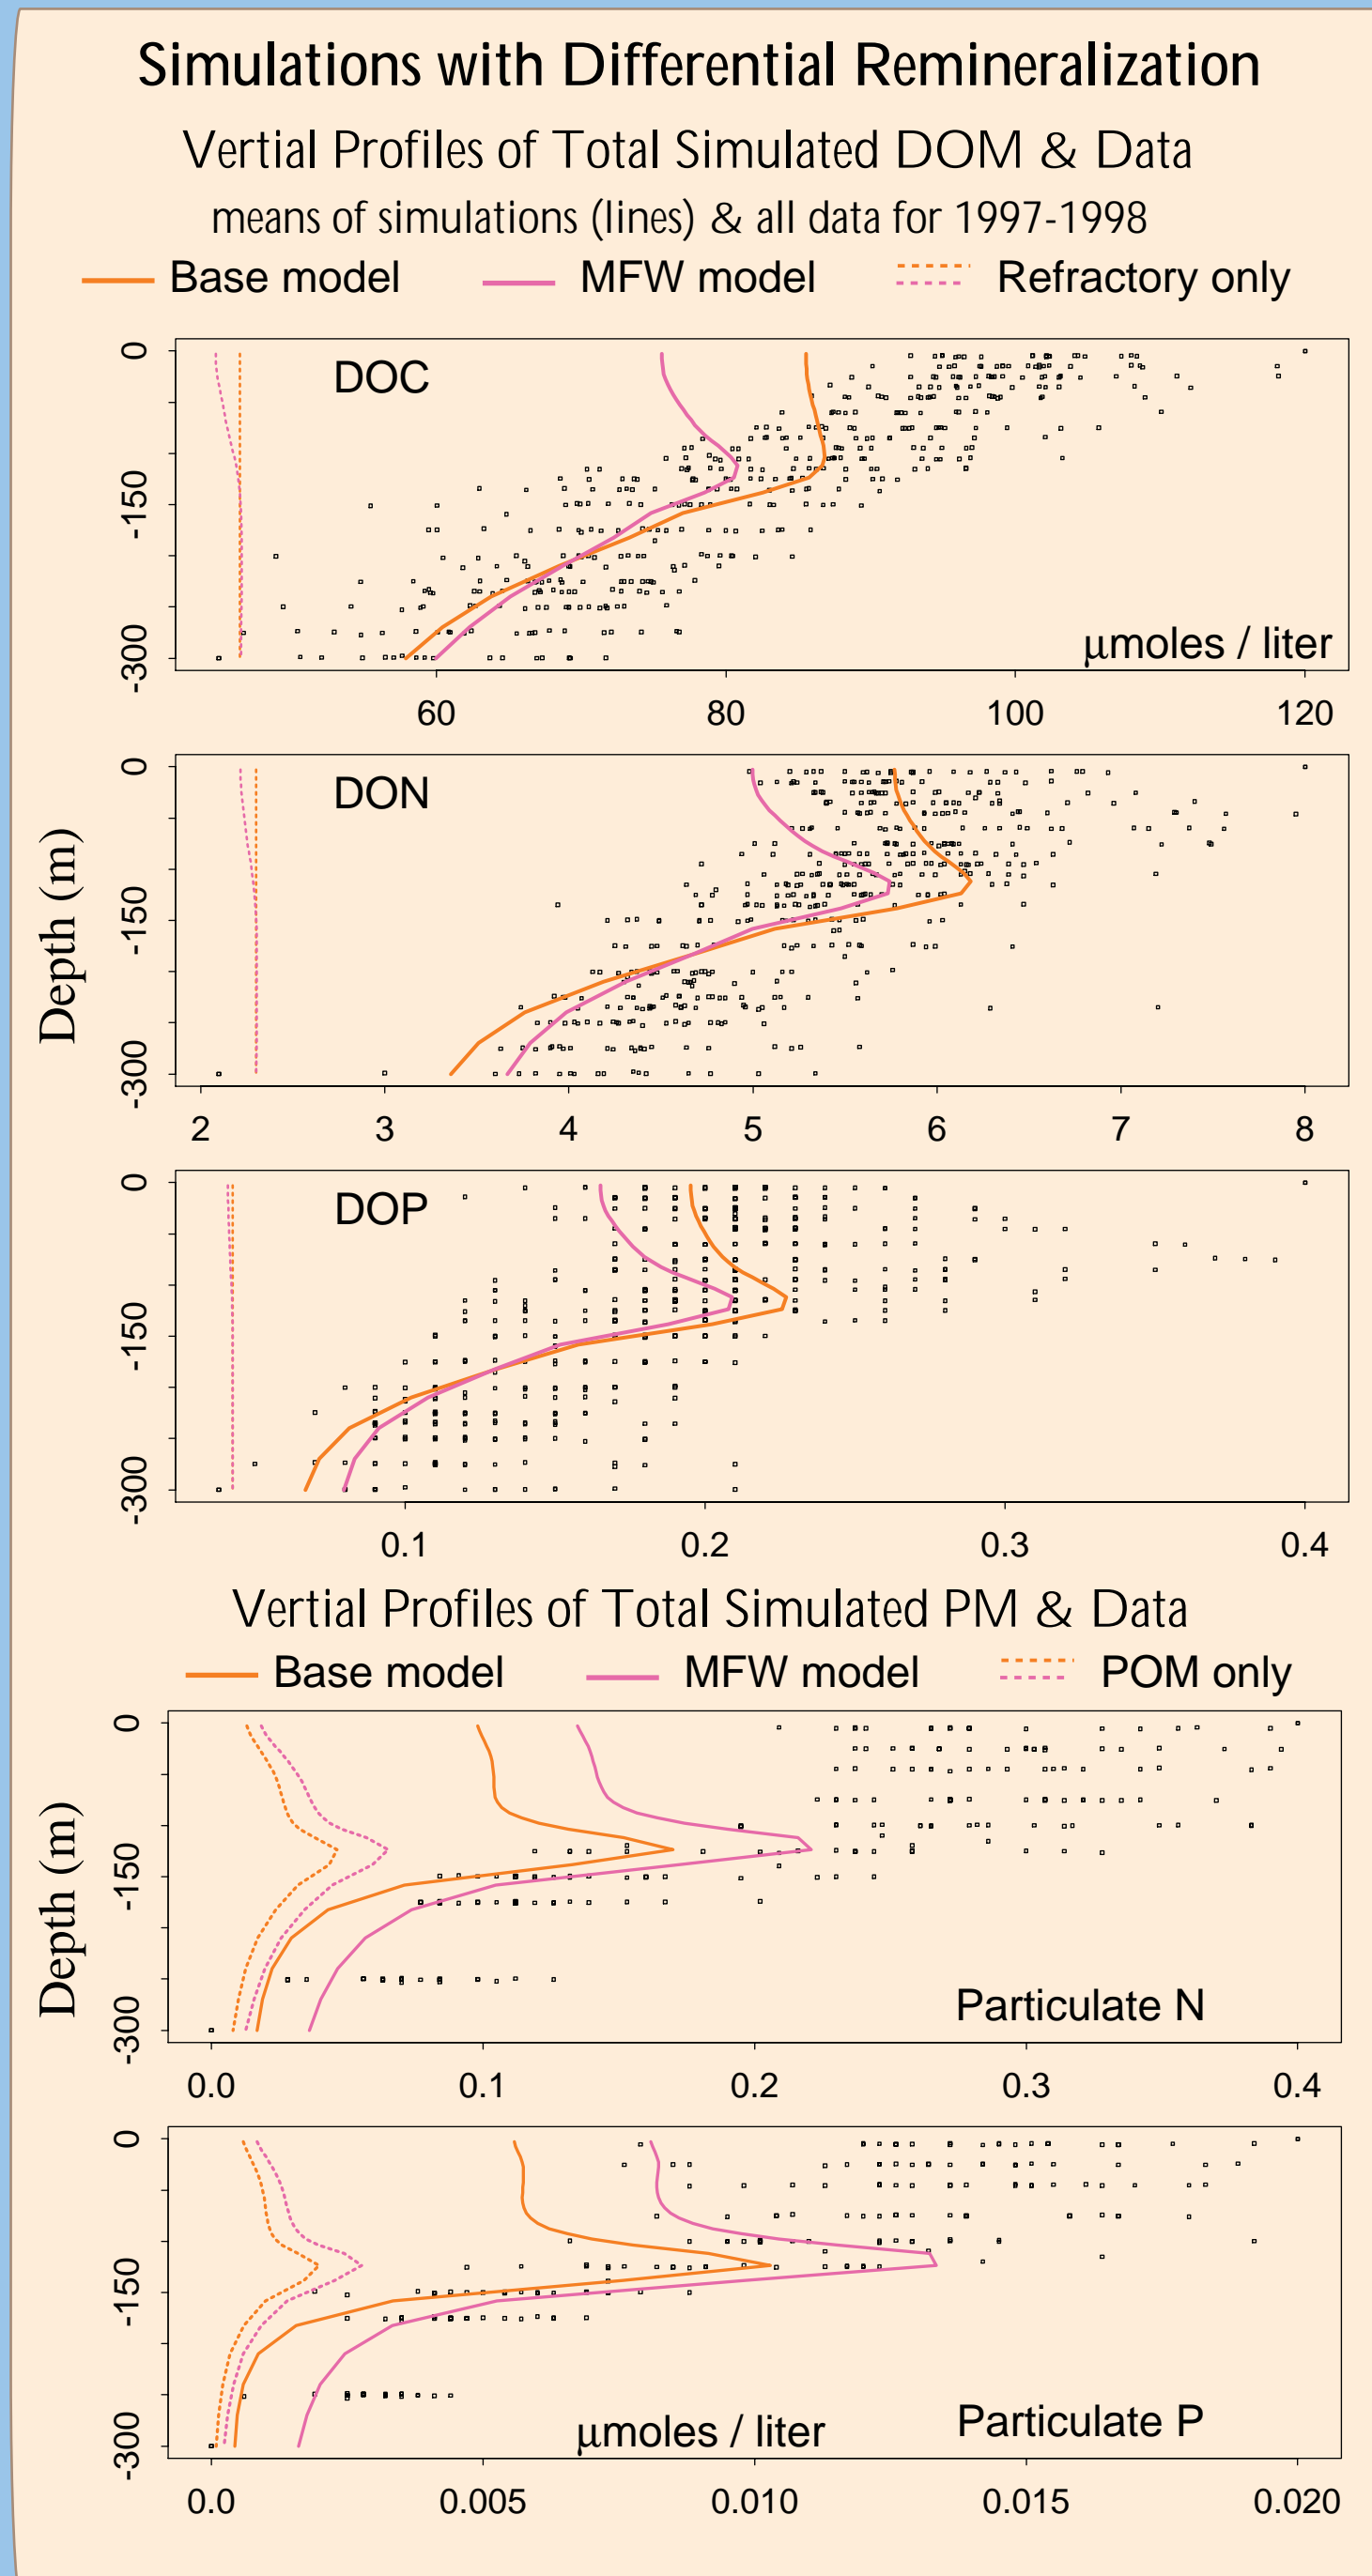 Simulations with Differential Remineralization
Vertial Profiles of Total Simulated DOM & Data
means of simulations (lines) & all data for 1997-1998
Base model MFW model Refractory only
DOC
0
-150
-300
μmoles / liter
60 80 100 120
DON
0
-150
-300
2 3 4 5 6 7 8
Depth (m)
DOP
0
-150
-300
0.1 0.2 0.3 0.4
Vertial Profiles of Total Simulated PM & Data
Base model MFW model POM only
0
-150
-300
Particulate N
0.0 0.1 0.2 0.3 0.4
Depth (m)
0
-150
-300
μmoles / liter Particulate P
0.0 0.005 0.010 0.015 0.020